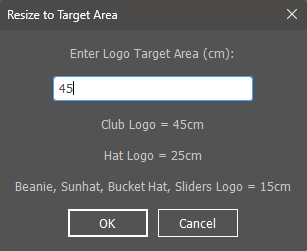 Resize to Target Area
Enter Logo Target Area (cm):
45
Club Logo = 45cm
Hat Logo = 25cm
Beanie, Sunhat, Bucket Hat, Sliders Logo = 15cm
OK
Cancel